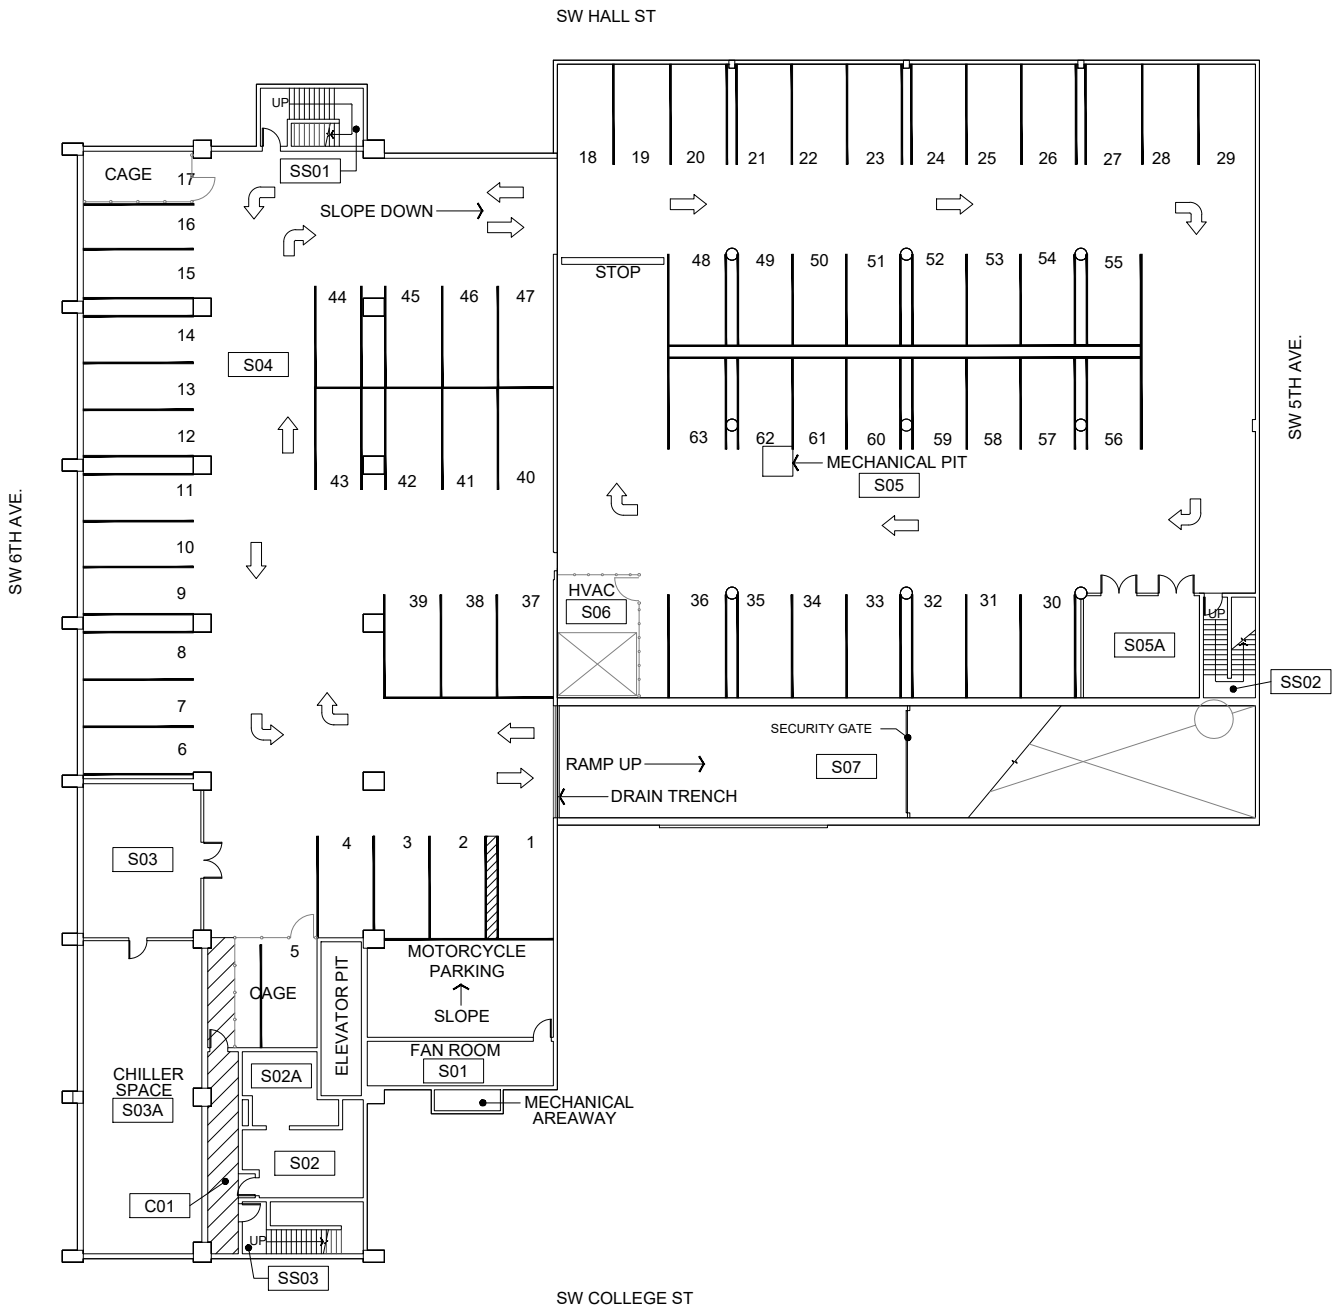 SW HALL ST
UP
SS01
CAGE
17
18
19
20
21
22
23
24
25
26
27
28
29
SLOPE DOWN
16
15
STOP
48
49
50
51
52
53
54
55
44
45
46
47
14
S04
13
SW 5TH AVE.
12
63
62
61
60
59
58
57
56
MECHANICAL PIT
S05
43
42
41
40
11
SW 6TH AVE.
10
9
39
38
37
HVAC
S06
36
35
34
33
32
31
30
UP
S05A
SS02
8
7
6
SECURITY GATE
RAMP UP
S07
DRAIN TRENCH
S03
4
3
2
1
5
CAGE
ELEVATOR PIT
MOTORCYCLE
PARKING
SLOPE
FAN ROOM
S01
MECHANICAL
AREAWAY
CHILLER
SPACE
S03A
S02A
S02
C01
UP
SS03
SW COLLEGE ST